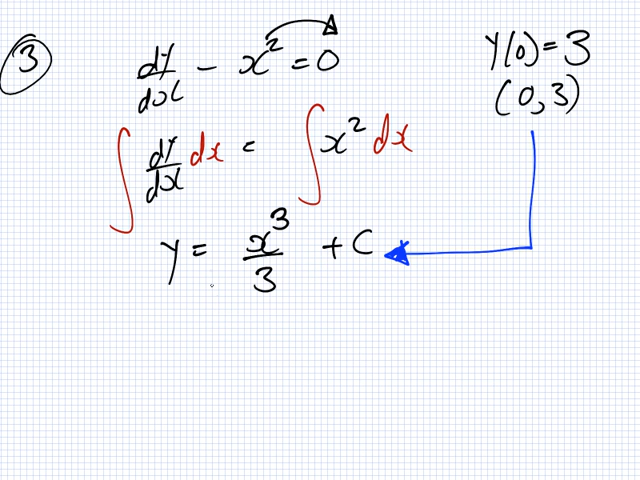 3
dy/dx - x² = 0
y(0) = 3
(0, 3)
∫ dy/dx dx = ∫ x² dx
y = x³/3 + C